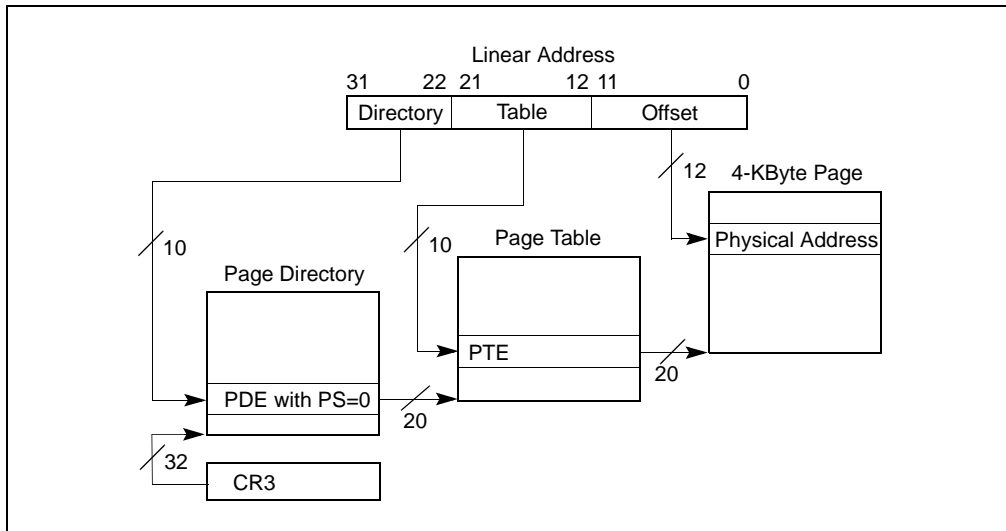 Linear Address
31 22 21 12 11 0
Directory Table Offset
12
4-KByte Page
Physical Address
10
10
Page Table
Page Directory
PTE
20
PDE with PS=0
20
32
CR3